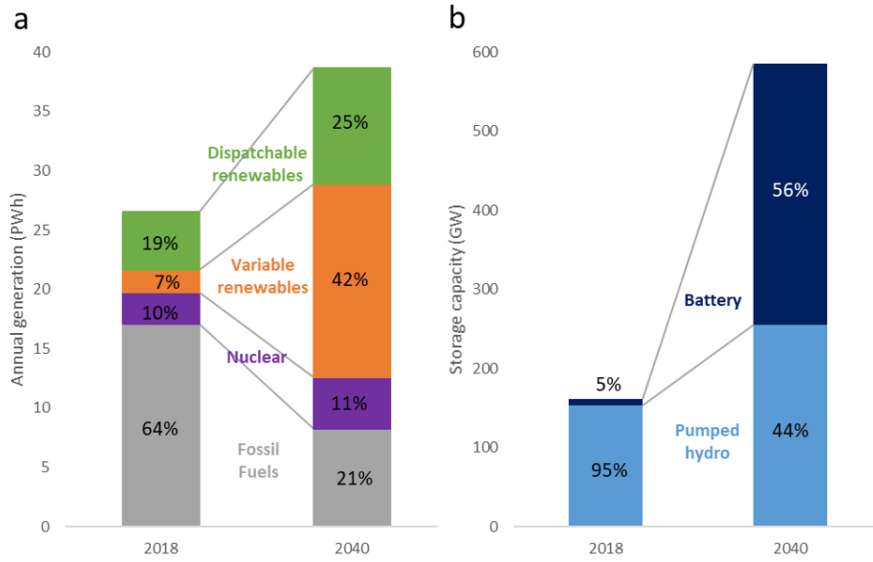 a
Annual generation (PWh)
40
35
30
25
20
15
10
5
0
19%
7%
10%
64%
Dispatchable
renewables
Variable
renewables
Nuclear
Fossil
Fuels
25%
42%
11%
21%
2018
2040
b
Storage capacity (GW)
600
500
400
300
200
100
0
5%
95%
Battery
Pumped
hydro
56%
44%
2018
2040